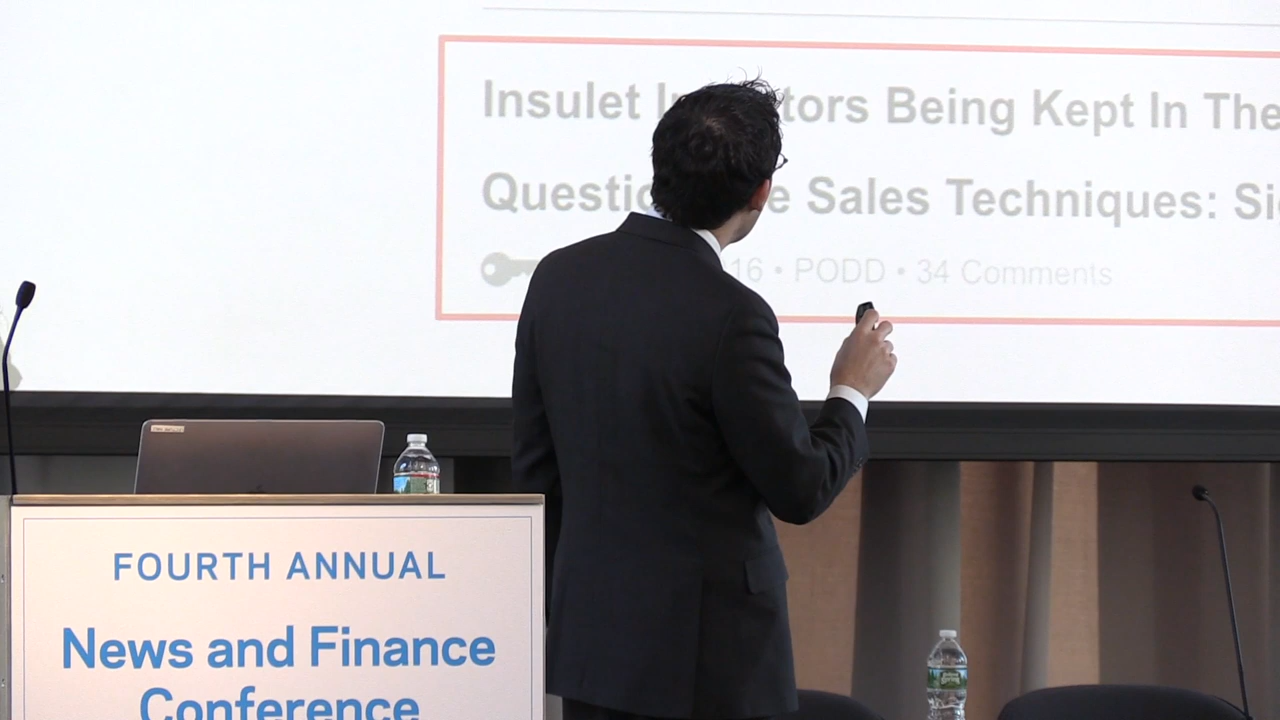 Insulet tors Being Kept In The
Questio e Sales Techniques: Si
16 • PODD • 34 Comments
FOURTH ANNUAL
News and Finance
Conference